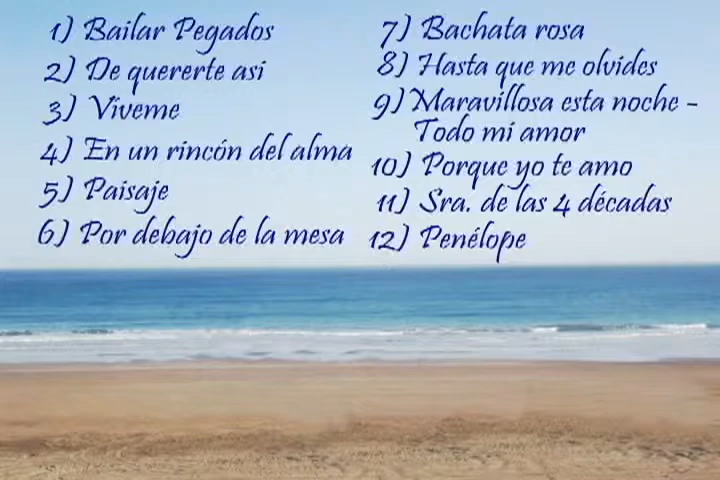 1) Bailar Pegados
2) De quererte asi
3) Viveme
4) En un rincón del alma
5) Paisaje
6) Por debajo de la mesa
7) Bachata rosa
8) Hasta que me olvides
9) Maravillosa esta noche -
Todo mi amor
10) Porque yo te amo
11) Sra. de las 4 décadas
12) Penélope